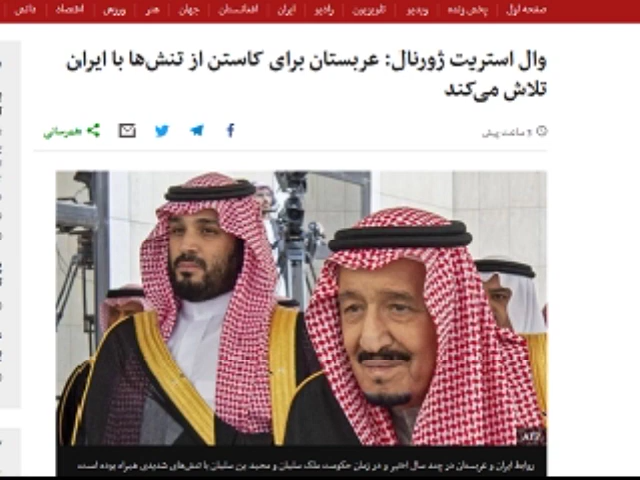 صفحه اول | پخش زنده | ویدیو | تلویزیون | رادیو | ایران | افغانستان | جهان | هنر | ورزش | اقتصاد | دانش
وال استریت ژورنال: عربستان برای کاستن از تنش‌ها با ایران
تلاش می‌کند
ساعت پیش
همرسانی
روابط ایران و عربستان در چند سال اخیر و در زمان حکومت ملک سلمان و محمد بن سلمان با تنش‌های شدیدی همراه بوده است